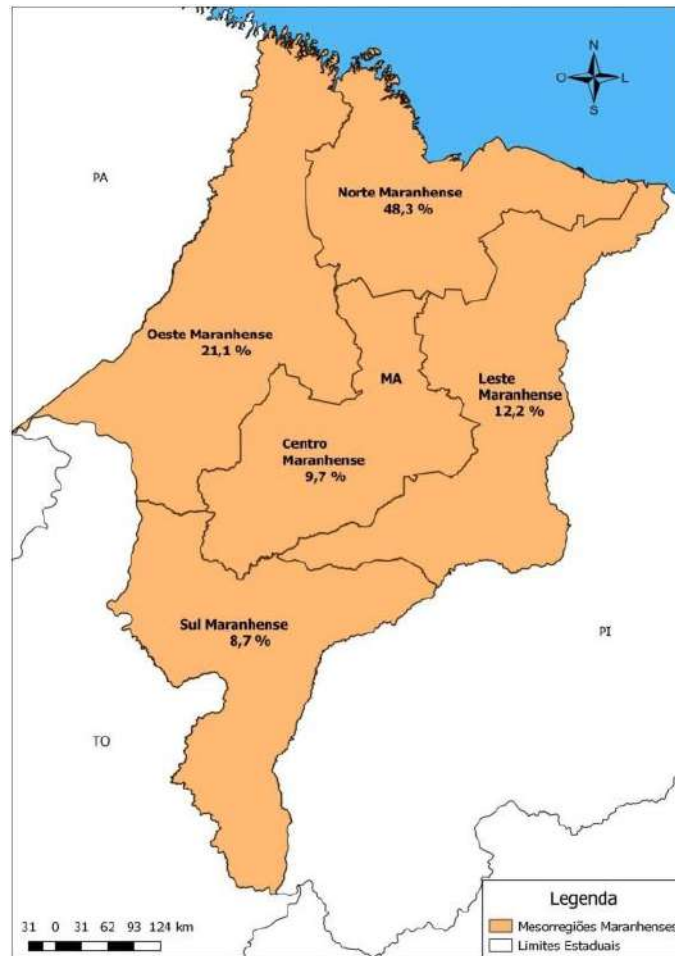 N
O
L
S
PA
Norte Maranhense
48,3 %
Oeste Maranhense
21,1 %
MA
Leste
Maranhense
12,2 %
Centro
Maranhense
9,7 %
Sul Maranhense
8,7 %
PI
TO
Legenda
31 0 31 62 93 124 km
Mesorregiões Maranhenses
Limites Estaduais